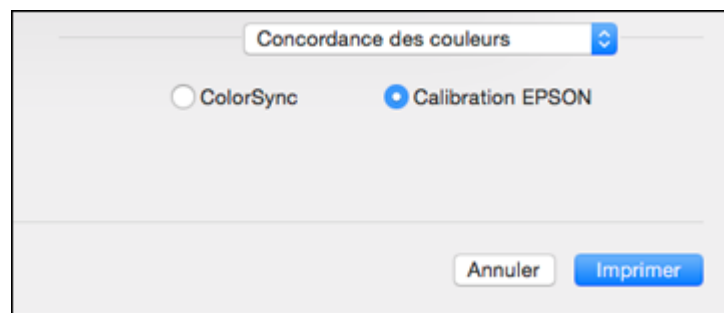 Concordance des couleurs
ColorSync Calibration EPSON
Annuler Imprimer